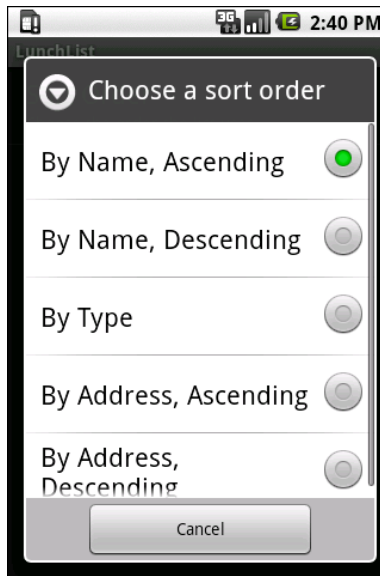 3G
2:40 PM
LunchList
Choose a sort order
By Name, Ascending
By Name, Descending
By Type
By Address, Ascending
By Address,
Descending
Cancel